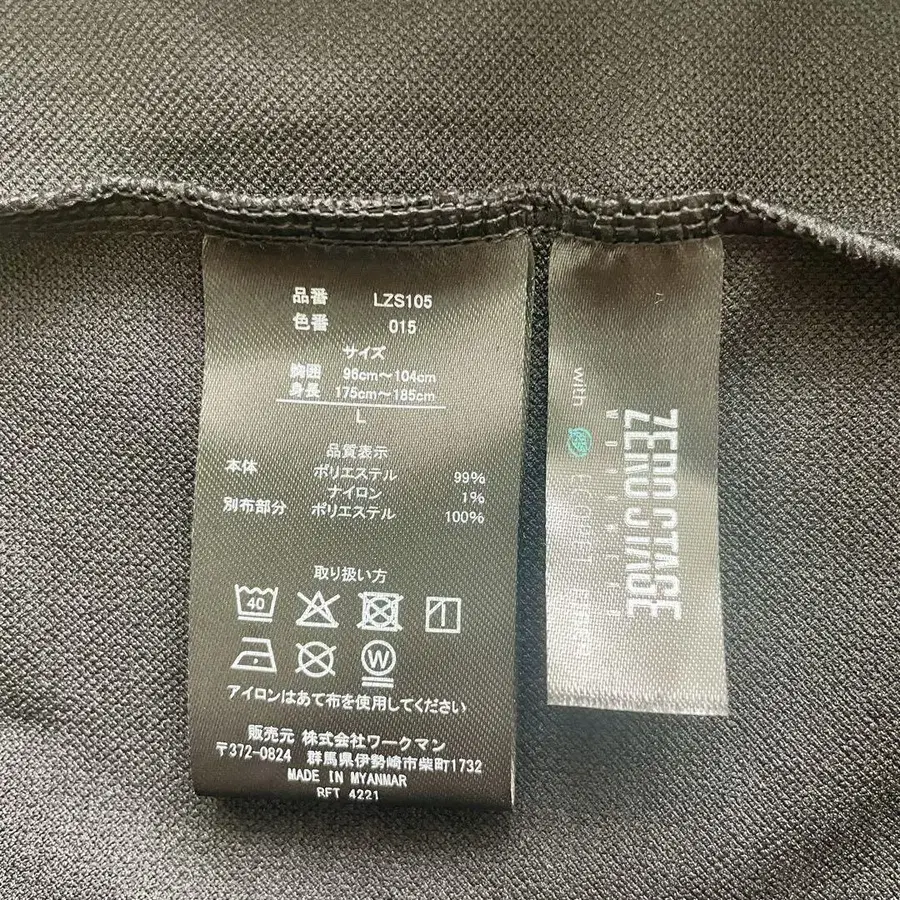 品番 LZS105
色番 015
サイズ
胸囲 96cm～104cm
身長 175cm～185cm
L
品質表示
本体 ポリエステル 99%
ナイロン 1%
別布部分 ポリエステル 100%
取り扱い方
40
W
アイロンはあて布を使用してください
販売元 株式会社ワークマン
〒372-0824 群馬県伊勢崎市柴町1732
MADE IN MYANMAR
RFT 4221
ZERO STAGE
with